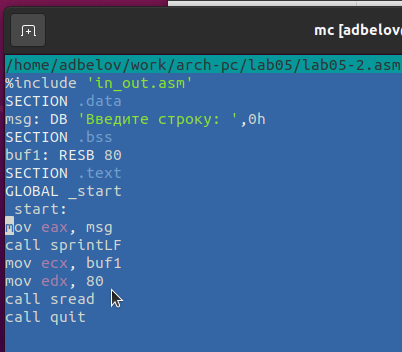 mc [adbelov
/home/adbelov/work/arch-pc/lab05/lab05-2.asm
%include 'in_out.asm'
SECTION .data
msg: DB 'Введите строку: ',0h
SECTION .bss
buf1: RESB 80
SECTION .text
GLOBAL _start
_start:
mov eax, msg
call sprintLF
mov ecx, buf1
mov edx, 80
call sread
call quit